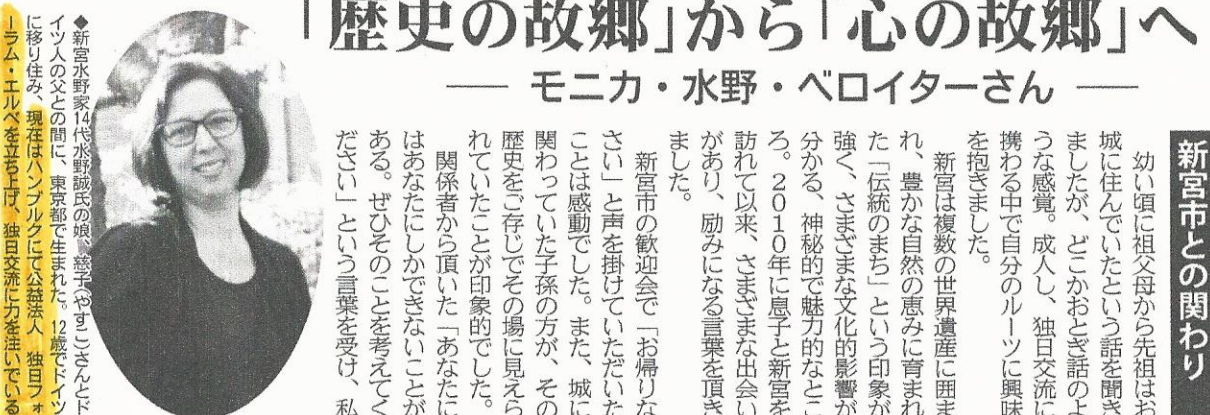 「歴史の故郷」から「心の故郷」へ
― モニカ・水野・ベロイターさん ―
新宮市との関わり
幼い頃に祖父母から先祖はお
城に住んでいたという話を聞き
ましたが、どこかおとぎ話のよ
うな感覚。成人し、独日交流に
携わる中で自分のルーツに興味
を抱きました。
新宮は複数の世界遺産に囲ま
れ、豊かな自然の恵みに育まれ
た「伝統のまち」という印象が
強く、さまざまな文化的影響が
分かる、神秘的で魅力的なとこ
ろ。２０１０年に息子と新宮を
訪れて以来、さまざまな出会い
があり、励みになる言葉を頂き
ました。
新宮市の歓迎会で「お帰りな
さい」と声を掛けていただいた
ことは感動でした。また、城に
関わっていた子孫の方が、その
歴史をご存じでその場に見えら
れていたことが印象的でした。
関係者から頂いた「あなたに
はあなたにしかできないことが
ある。ぜひそのことを考えてく
ださい」という言葉を受け、私
◆新宮水野家14代水野誠氏の娘、慈子（やすこ）さんとド
イツ人の父との間に、東京都で生まれた。12歳でドイツ
に移り住み、現在はハンブルクにて公益法人　独日フォ
ーラム・エルベを立ち上げ、独日交流に力を注いでいる